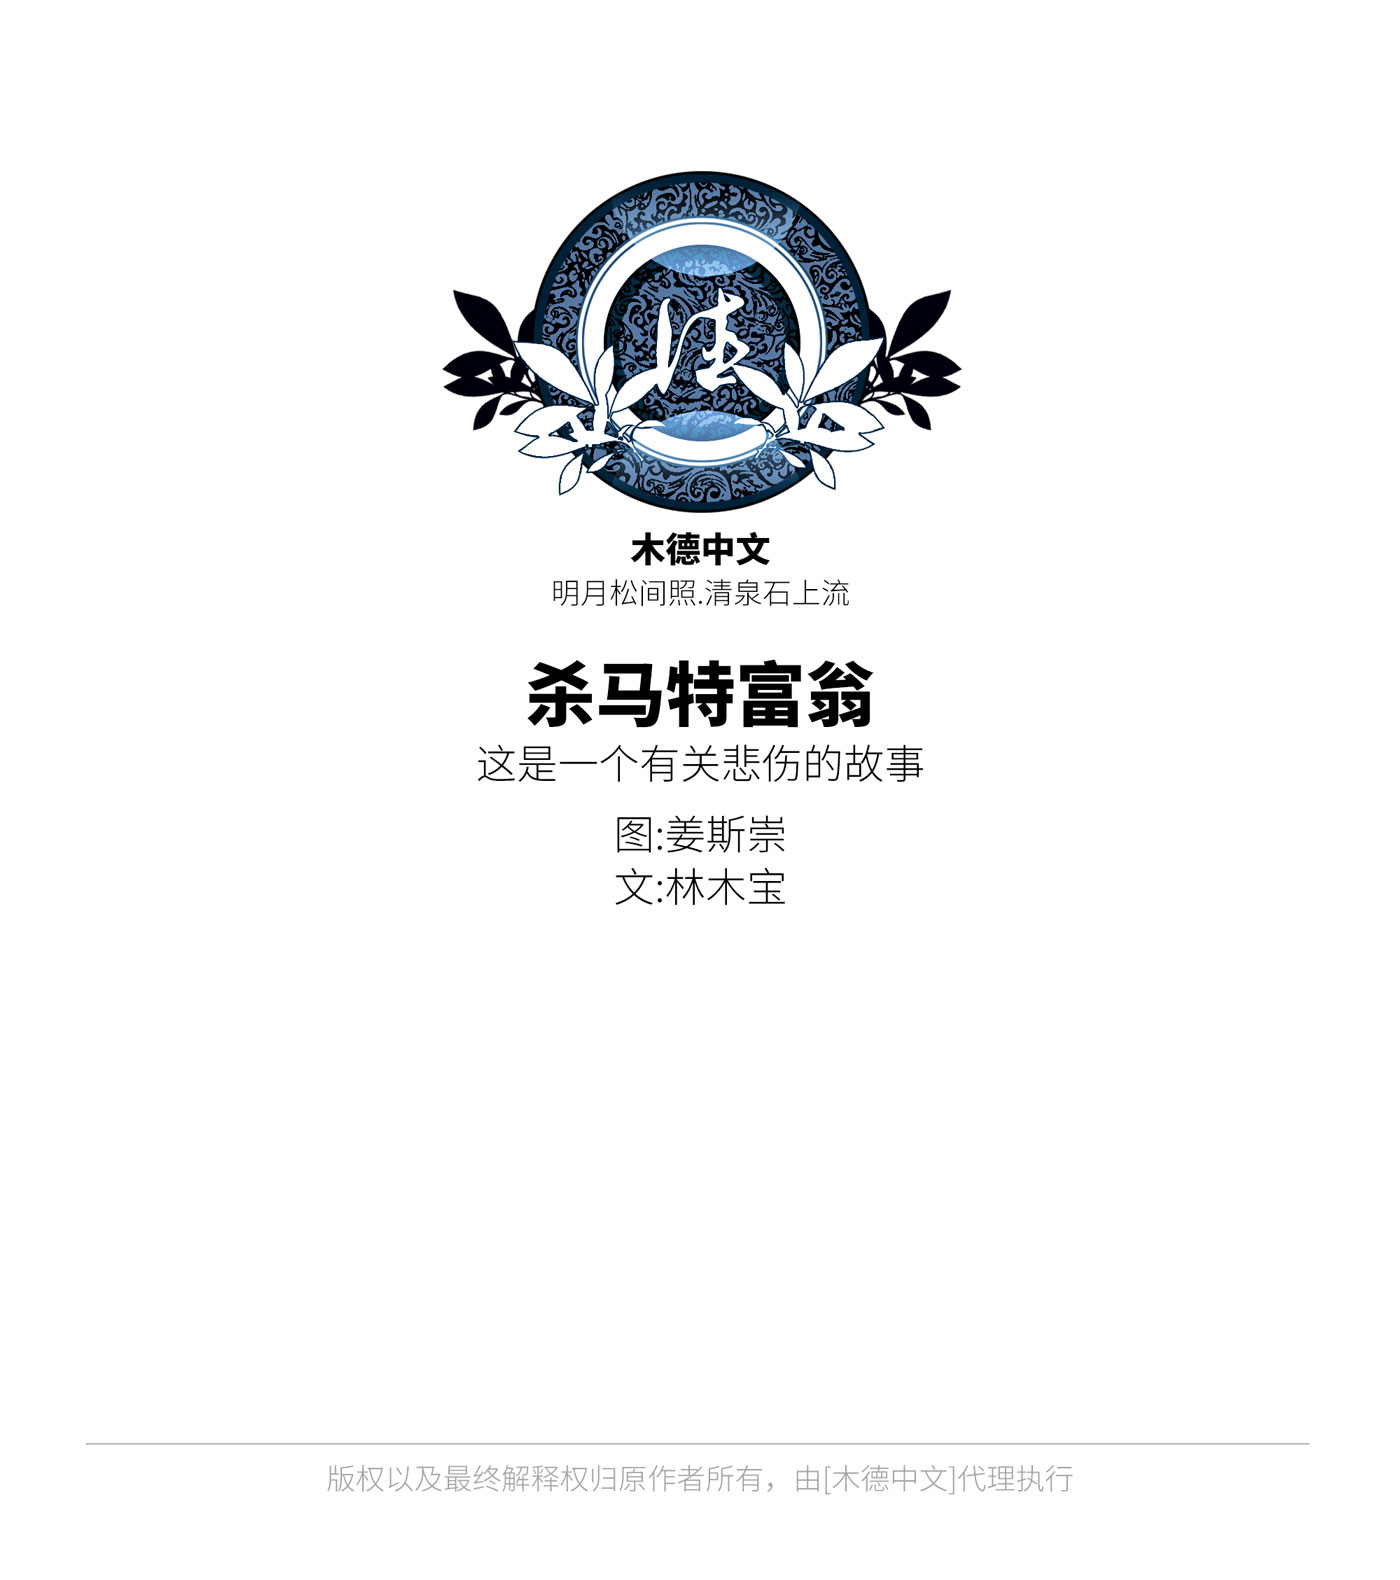 木德中文
明月松间照.清泉石上流
杀马特富翁
这是一个有关悲伤的故事
图:姜斯崇
文:林木宝
版权以及最终解释权归原作者所有，由[木德中文]代理执行